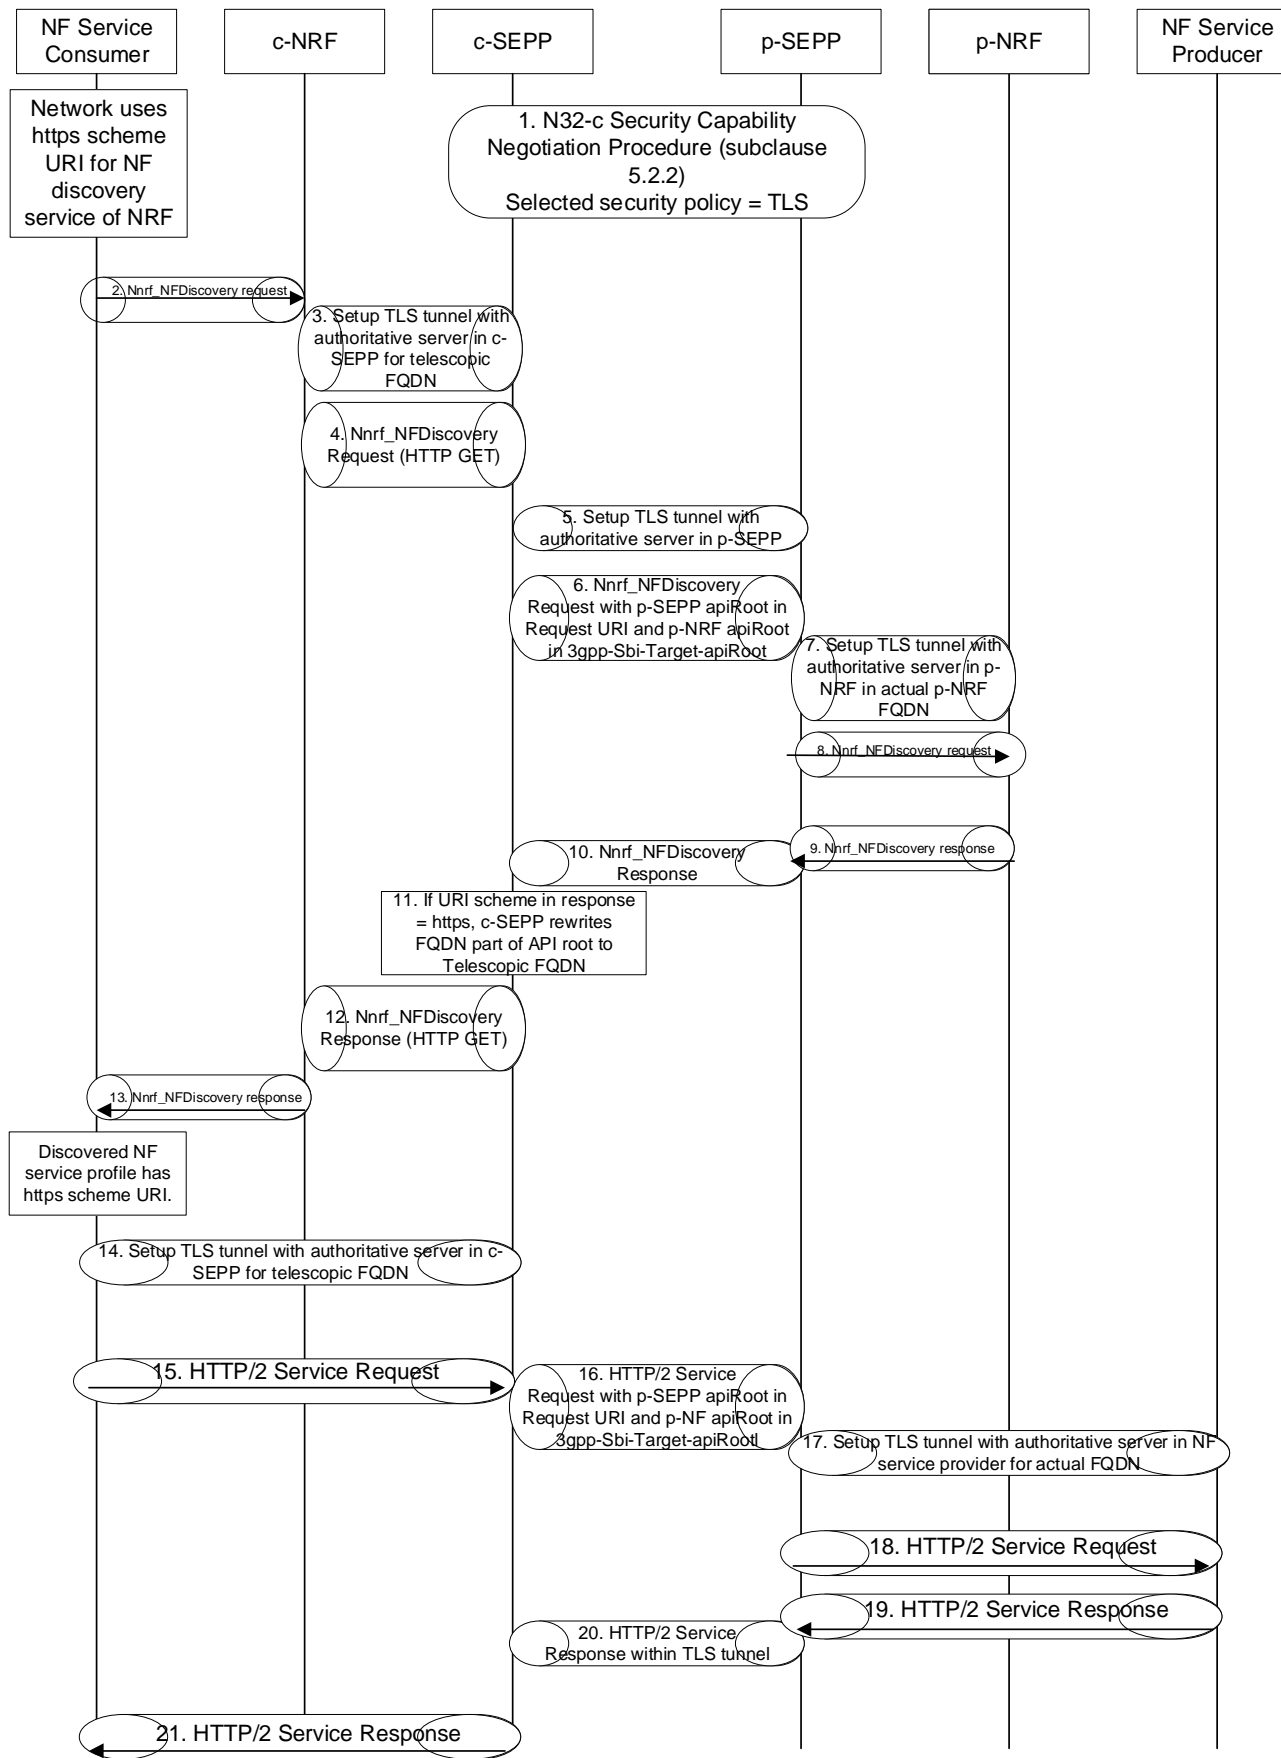 NF Service
Consumer
c-NRF
c-SEPP
p-SEPP
p-NRF
NF Service
Producer
Network uses
https scheme
URI for NF
discovery
service of NRF
1. N32-c Security Capability
Negotiation Procedure (subclause
5.2.2)
Selected security policy = TLS
2. Nnrf_NFDiscovery request
3. Setup TLS tunnel with
authoritative server in c-
SEPP for telescopic
FQDN
4. Nnrf_NFDiscovery
Request (HTTP GET)
5. Setup TLS tunnel with
authoritative server in p-SEPP
6. Nnrf_NFDiscovery
Request with p-SEPP apiRoot in
Request URI and p-NRF apiRoot
in 3gpp-Sbi-Target-apiRoot
7. Setup TLS tunnel with
authoritative server in p-
NRF in actual p-NRF
FQDN
8. Nnrf_NFDiscovery request
9. Nnrf_NFDiscovery response
10. Nnrf_NFDiscovery
Response
11. If URI scheme in response
= https, c-SEPP rewrites
FQDN part of API root to
Telescopic FQDN
12. Nnrf_NFDiscovery
Response (HTTP GET)
13. Nnrf_NFDiscovery response
Discovered NF
service profile has
https scheme URI.
14. Setup TLS tunnel with authoritative server in c-
SEPP for telescopic FQDN
15. HTTP/2 Service Request
16. HTTP/2 Service
Request with p-SEPP apiRoot in
Request URI and p-NF apiRoot in
3gpp-Sbi-Target-apiRootl
17. Setup TLS tunnel with authoritative server in NF
service provider for actual FQDN
18. HTTP/2 Service Request
19. HTTP/2 Service Response
20. HTTP/2 Service
Response within TLS tunnel
21. HTTP/2 Service Response